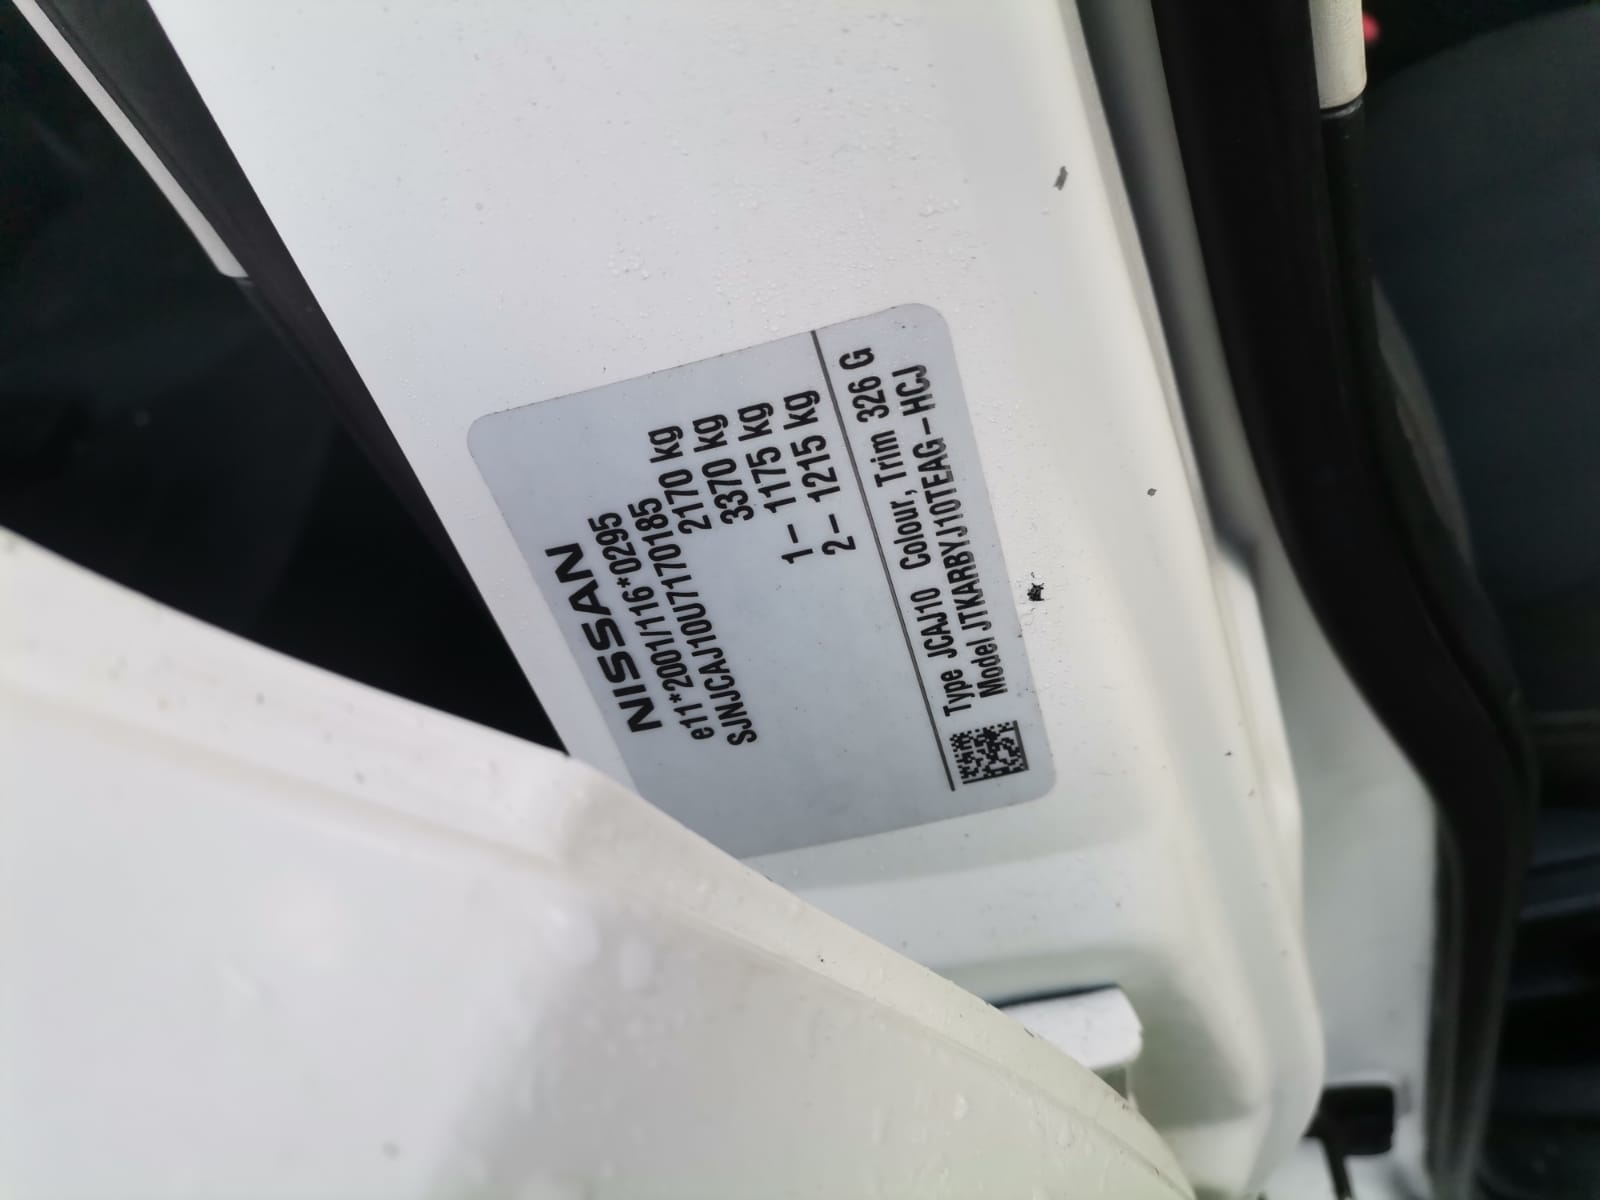 NISSAN
e11*2001/116*0295
SJNJCAJ10U7170185
2170 kg
3370 kg
1– 1175 kg
2– 1215 kg
Type JCAJ10 Colour, Trim 326 G
Model JTKARBYJ10TEAG – HCJ